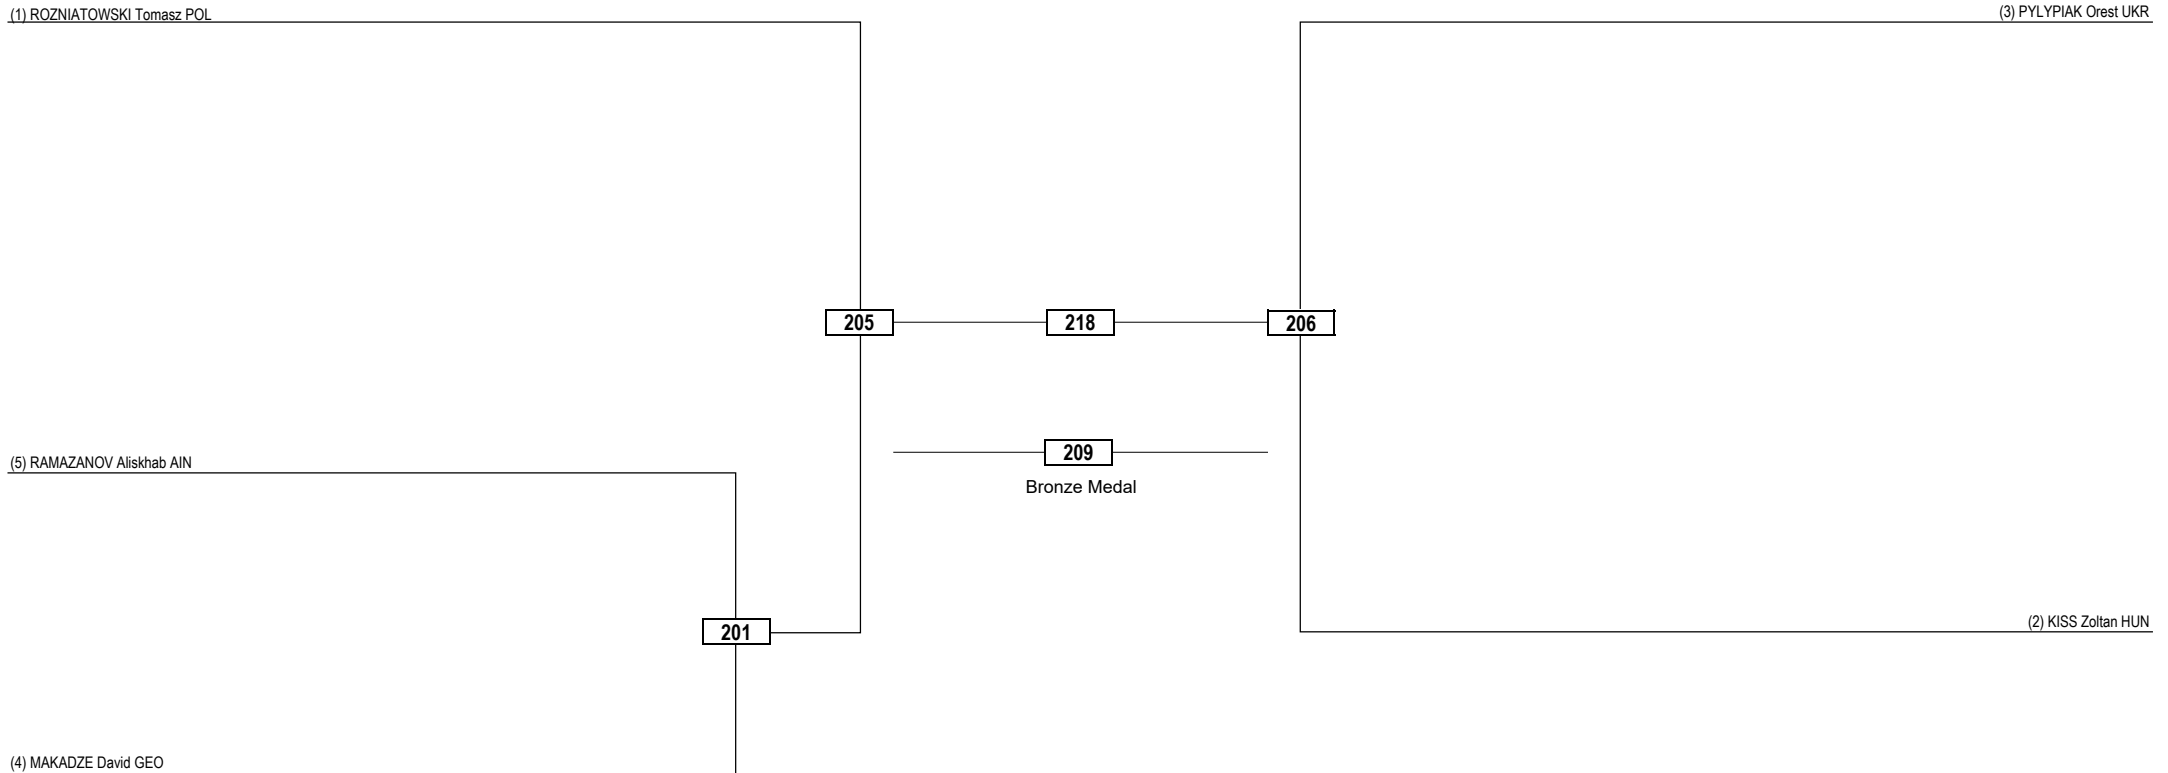 (1) ROZNIATOWSKI Tomasz POL
(3) PYLYPIAK Orest UKR
205
218
206
209
Bronze Medal
(5) RAMAZANOV Aliskhab AIN
201
(2) KISS Zoltan HUN
(4) MAKADZE David GEO